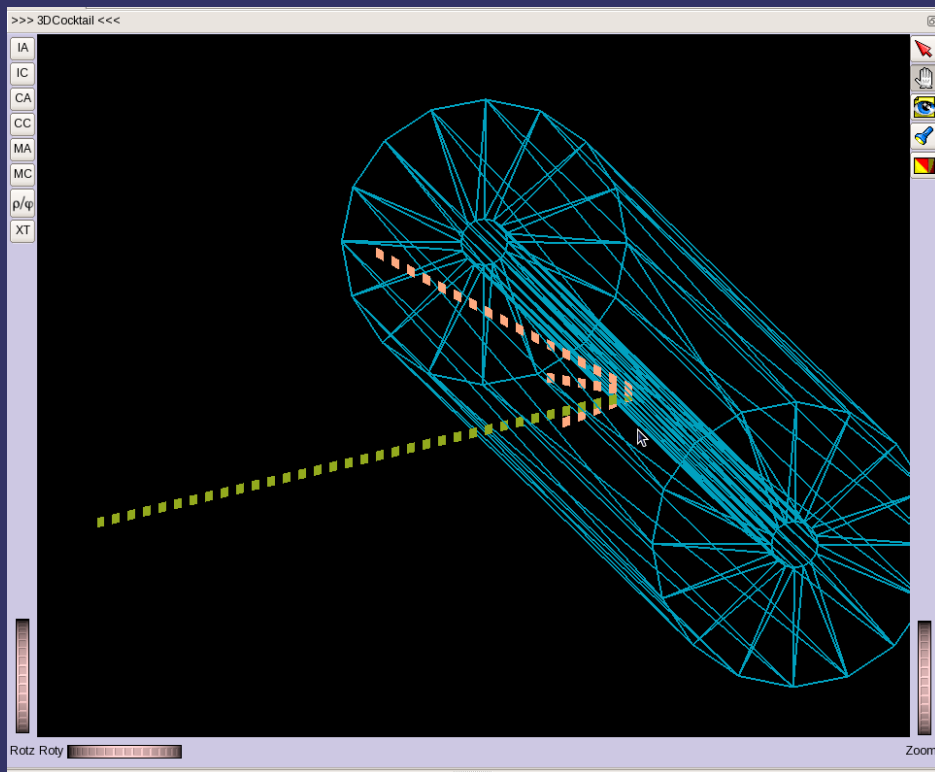 >>> 3DCocktail <<<
IA
IC
CA
CC
MA
MC
ρ/φ
XT
Rotz Roty
Zoom